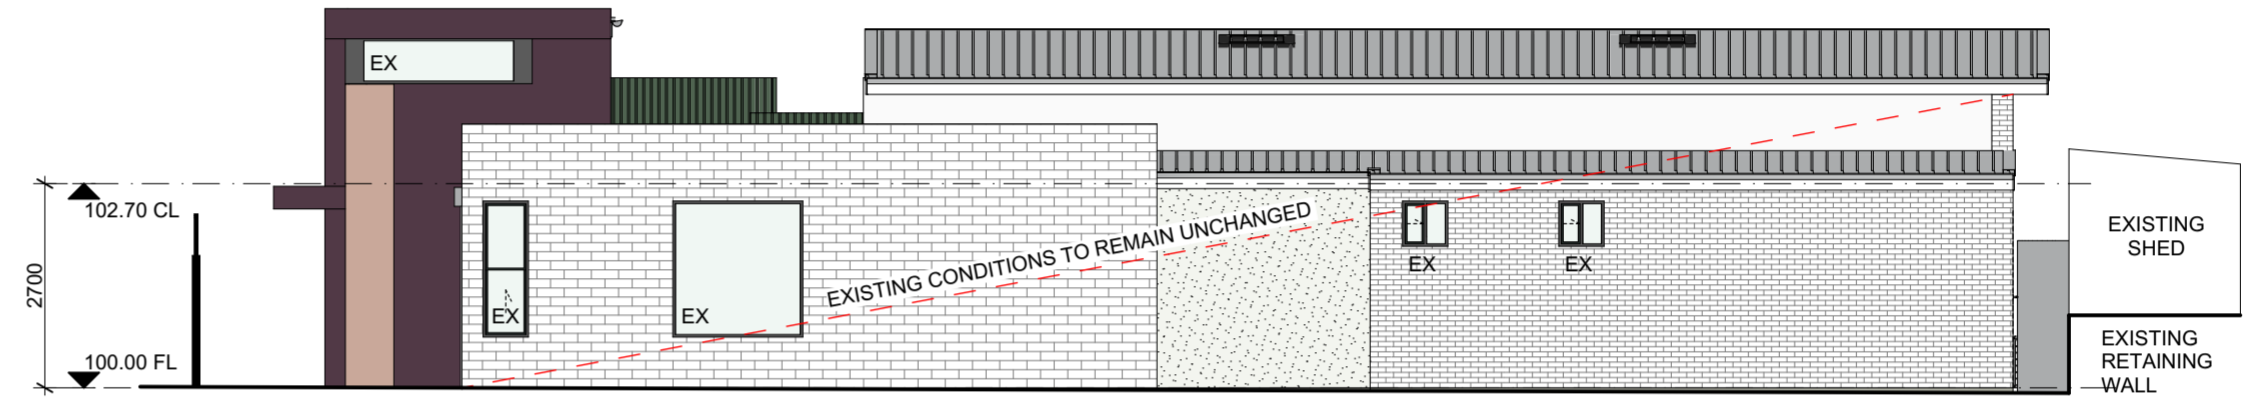 EX
102.70 CL
2700
100.00 FL
EX
EX
EXISTING CONDITIONS TO REMAIN UNCHANGED
EX
EX
EXISTING
SHED
EXISTING
RETAINING
WALL